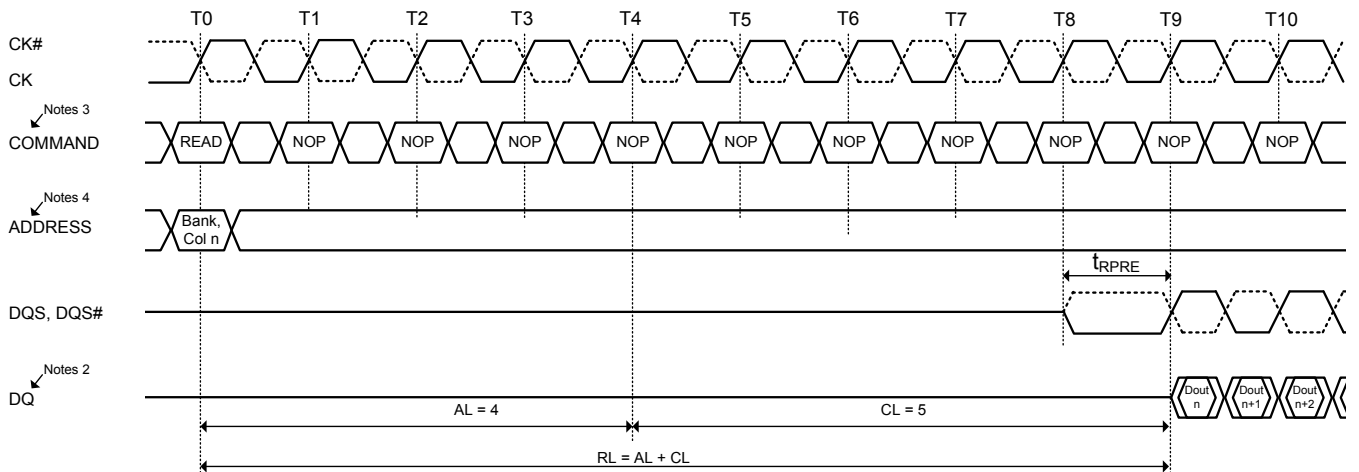 T0 T1 T2 T3 T4 T5 T6 T7 T8 T9 T10
CK#
CK
Notes 3
COMMAND READ NOP NOP NOP NOP NOP NOP NOP NOP NOP NOP
Notes 4
ADDRESS Bank, Col n
tRPRE
DQS, DQS#
Notes 2
DQ Dout n Dout n+1 Dout n+2
AL = 4 CL = 5
RL = AL + CL